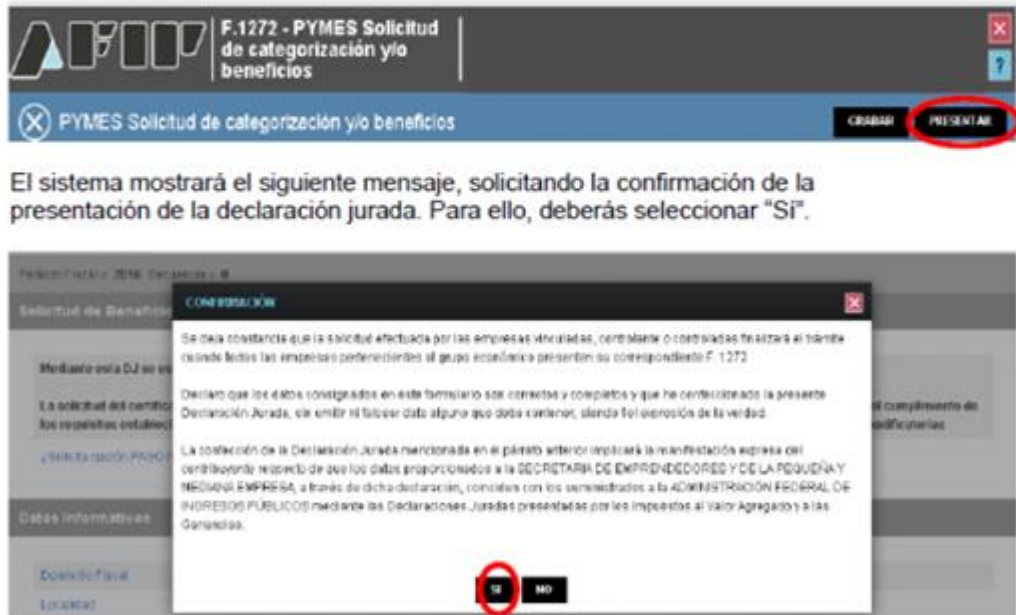 AFIP
F.1272 - PYMES Solicitud
de categorización y/o
beneficios
X
?
PYMES Solicitud de categorización y/o beneficios
GRABAR
PRESENTAR
El sistema mostrará el siguiente mensaje, solicitando la confirmación de la
presentación de la declaración jurada. Para ello, deberás seleccionar “Sí”.
Período Fiscal : 2016 Secuencia : 0
Solicitud de Beneficio
CONFIRMACIÓN
X
Se deja constancia que la solicitud efectuada por las empresas vinculadas, controlante o controladas finalizará el trámite
cuando todas las empresas pertenecientes al grupo económico presenten su correspondiente F. 1272
Mediante esta DJ se
Declaro que los datos consignados en este formulario son correctos y completos y que he confeccionado la presente
Declaración Jurada, sin omitir ni falsear dato alguno que deba contener, siendo fiel expresión de la verdad.
La solicitud del
el cumplimiento de
los requisitos
modificatorias
La confección de la Declaración Jurada mencionada en el párrafo anterior implicará la manifestación expresa del
contribuyente respecto de que los datos proporcionados a la SECRETARIA DE EMPRENDEDORES Y DE LA PEQUEÑA Y
MEDIANA EMPRESA, a través de dicha declaración, coinciden con los suministrados a la ADMINISTRACIÓN FEDERAL DE
INGRESOS PÚBLICOS mediante las Declaraciones Juradas presentadas por los impuestos al Valor Agregado y a las
Ganancias.
Datos Informativos
Domicilio Fiscal
SI
NO
Localidad